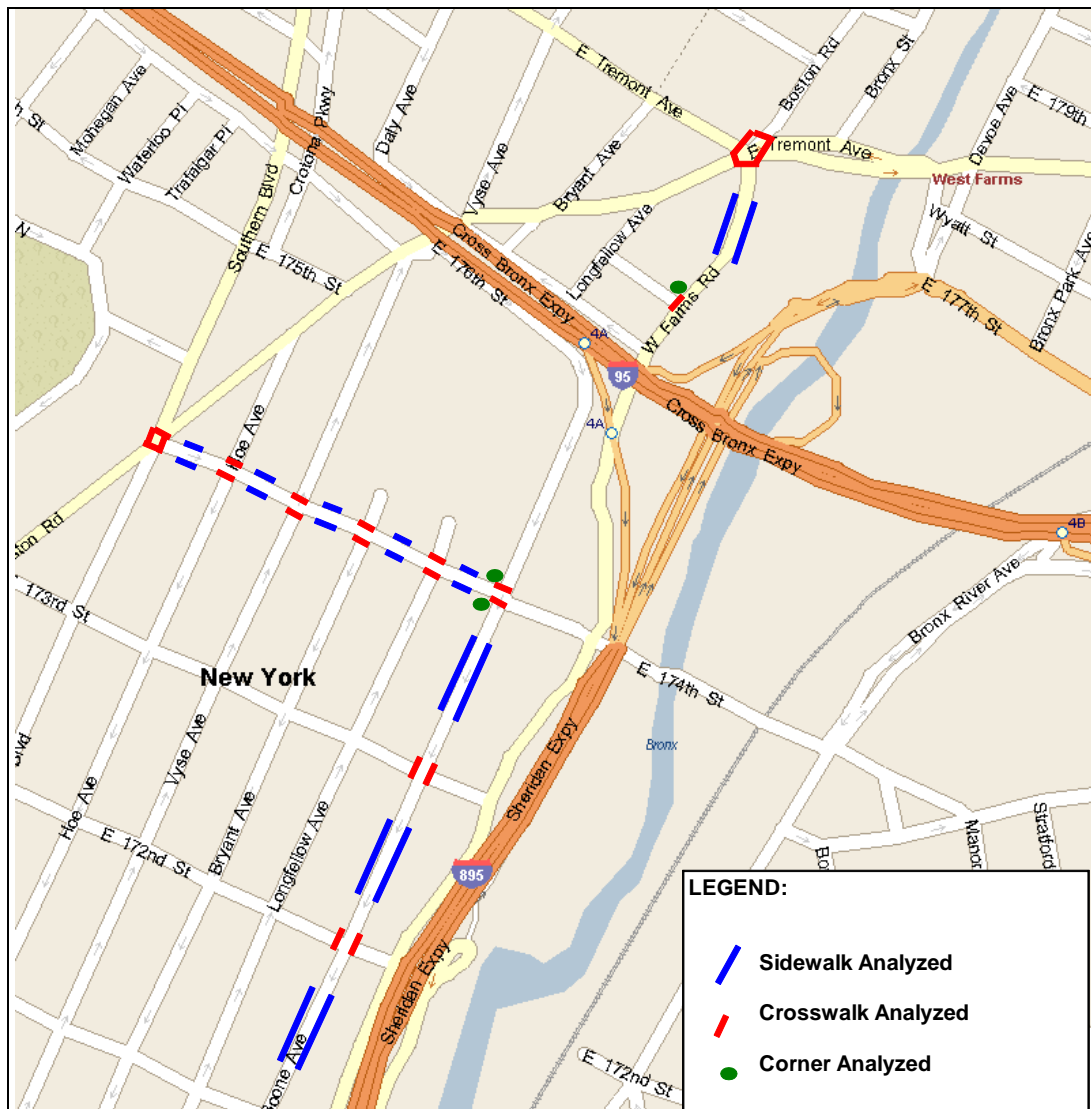 E Tremont Ave
Boston Rd
Bronx St
E 179th
Devoe Ave
E Tremont Ave
West Farms
Wyatt St
Bronx Park Ave
E 177th St
Mohegan Ave
Waterloo Pl
Trafalgar Pl
Crotona Pkwy
Daly Ave
Vyse Ave
Bryant Ave
Longfellow Ave
th St
Southern Blvd
N
E 175th St
E 176th St
Cross Bronx Expy
W Farms Rd
4A
95
4A
Cross Bronx Expy
4B
Hoe Ave
ston Rd
E 173rd St
New York
E 174th St
Bronx River Ave
Bronx
Sheridan Expy
Blvd
Hoe Ave
Vyse Ave
Bryant Ave
Longfellow Ave
E 172nd St
895
Sheridan Expy
Boone Ave
Manor
Stratford
LEGEND:
Sidewalk Analyzed
Crosswalk Analyzed
Corner Analyzed
E 172nd St